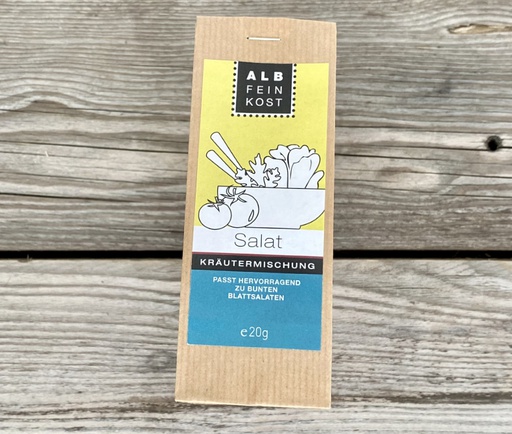 ALB
FEIN
KOST
Salat
KRÄUTERMISCHUNG
PASST HERVORRAGEND
ZU BUNTEN
BLATTSALATEN
℮20g